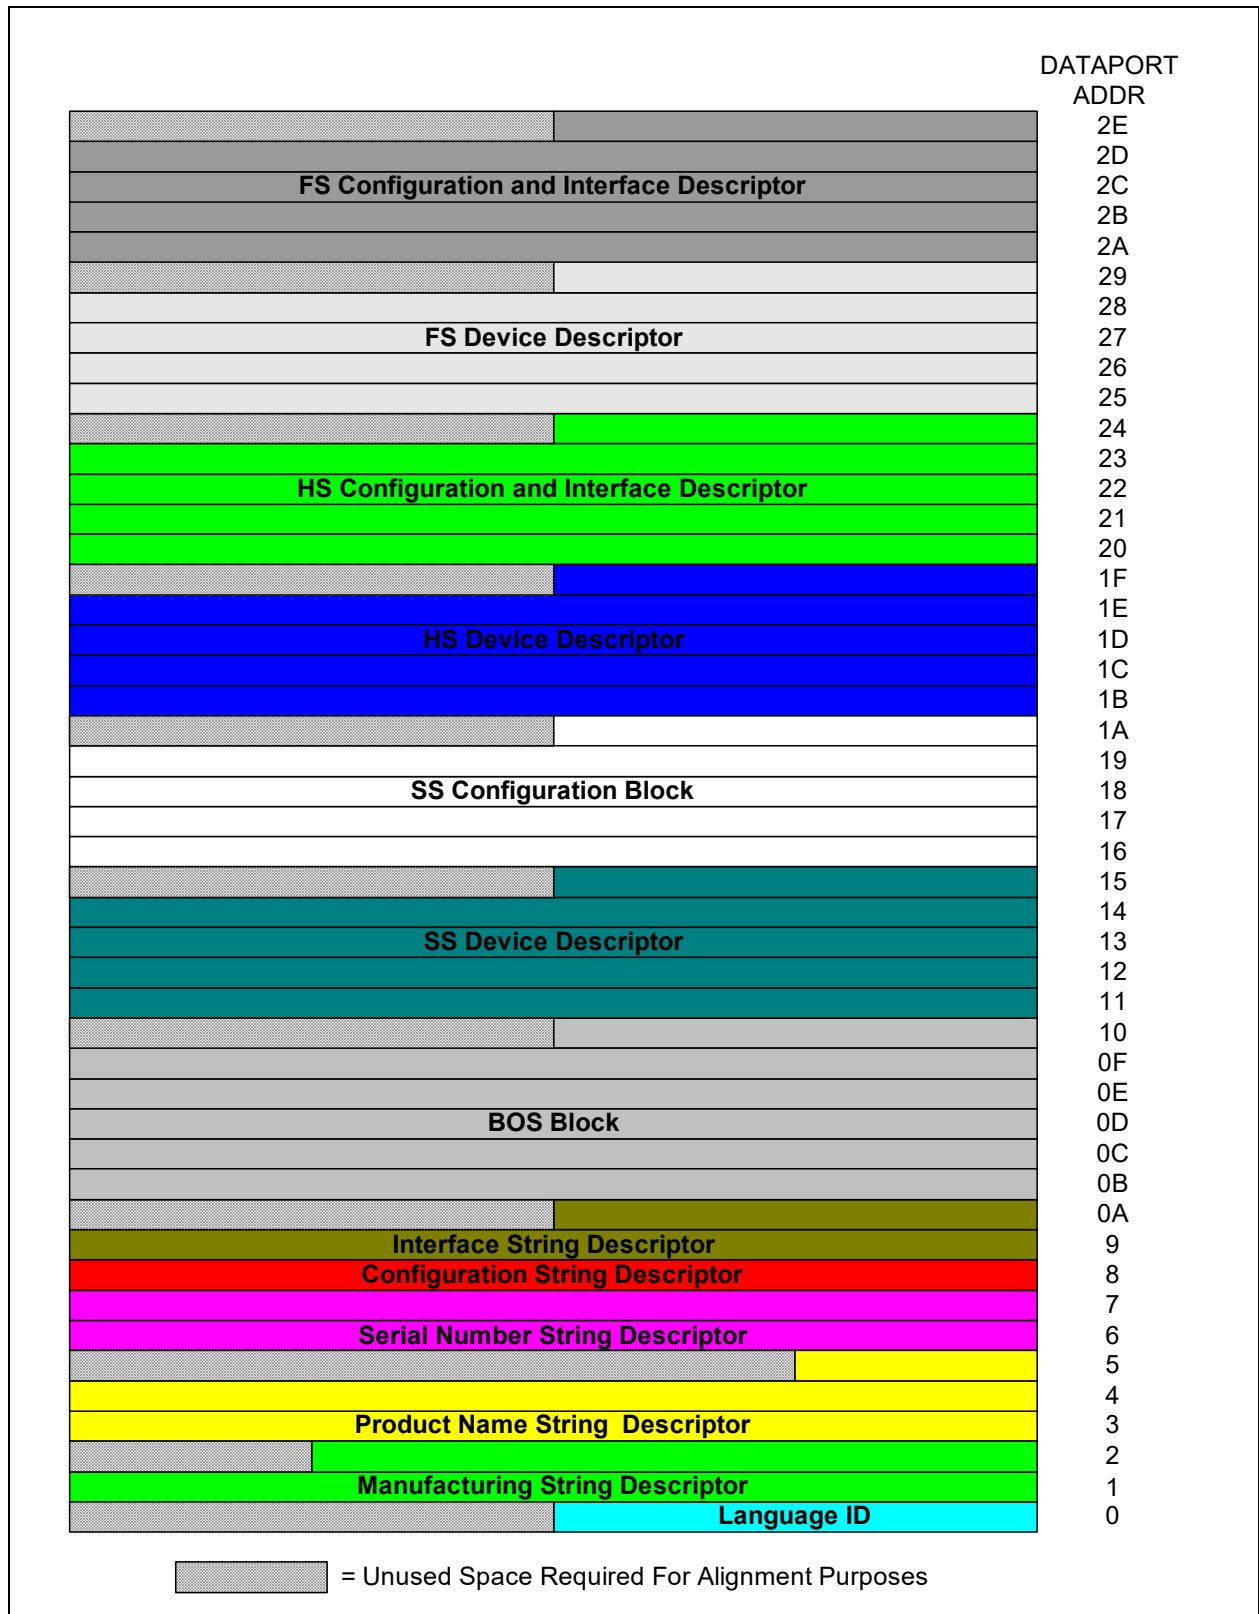 DATAPORT
ADDR
2E
2D
FS Configuration and Interface Descriptor 2C
2B
2A
29
28
FS Device Descriptor 27
26
25
24
23
HS Configuration and Interface Descriptor 22
21
20
1F
1E
HS Device Descriptor 1D
1C
1B
1A
19
SS Configuration Block 18
17
16
15
14
SS Device Descriptor 13
12
11
10
0F
0E
BOS Block 0D
0C
0B
0A
Interface String Descriptor 9
Configuration String Descriptor 8
7
Serial Number String Descriptor 6
5
4
Product Name String Descriptor 3
2
Manufacturing String Descriptor 1
Language ID 0
= Unused Space Required For Alignment Purposes